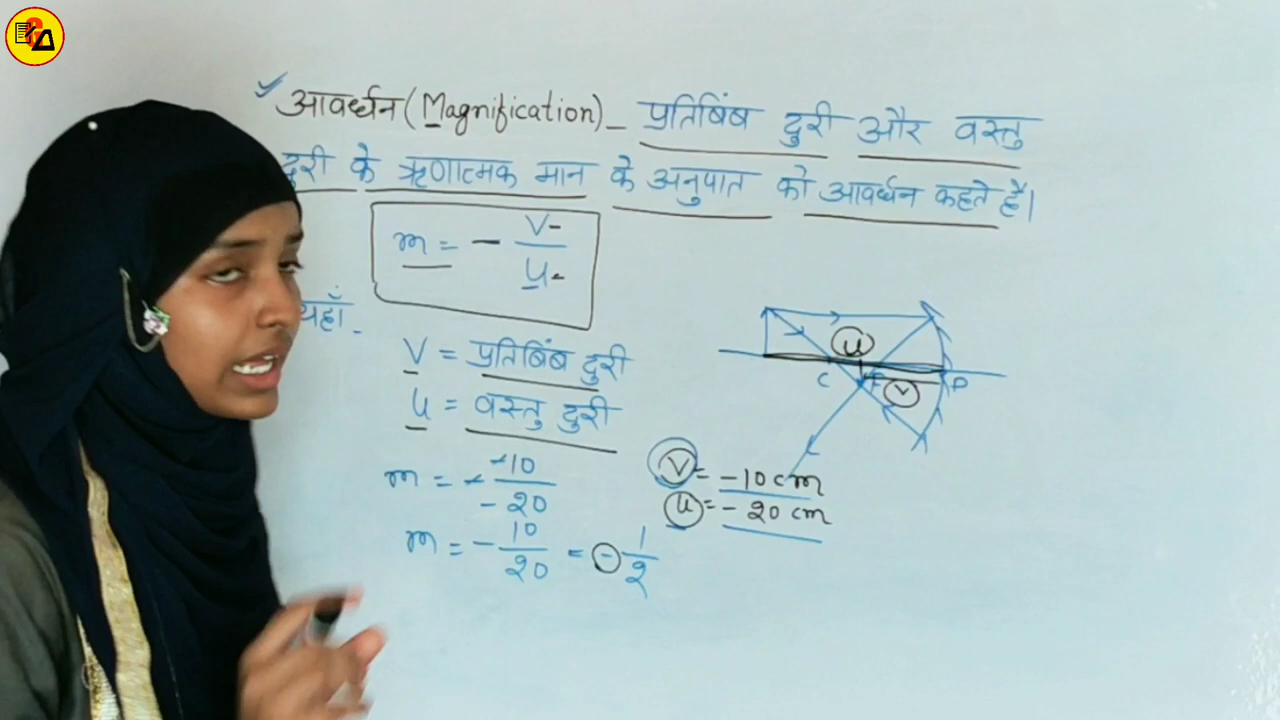 आवर्धन (Magnification) – प्रतिबिंब दुरी और वस्तु
दुरी के ऋणात्मक मान के अनुपात को आवर्धन कहते है।
m = - V/u
यहाँ -
V = प्रतिबिंब दुरी
u = वस्तु दुरी
m = - -10/-20
m = - 10/20 = - 1/2
u
C F P
V
V = -10 cm
u = - 20 cm